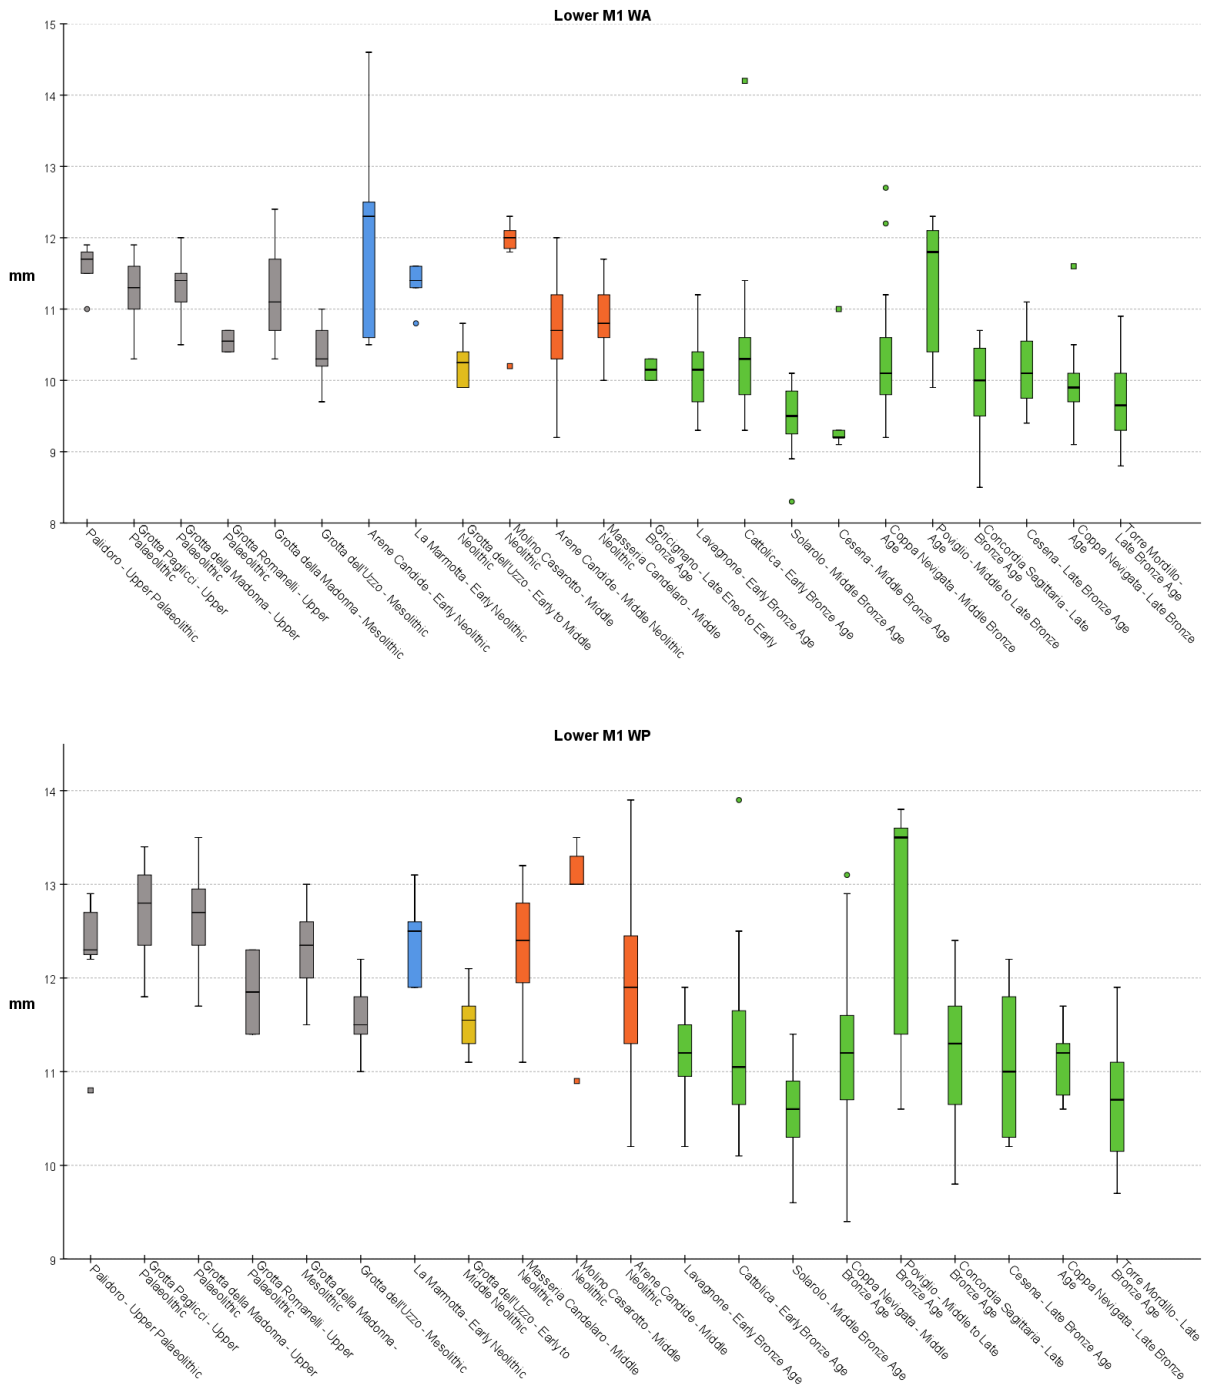 Lower M1 WA
mm
15
14
13
12
11
10
9
8
Palidoro - Upper Palaeolithic
Grotta Paglicci - Upper
Palaeolithic
Grotta della Madonna - Upper
Palaeolithic
Grotta Romanelli - Upper
Palaeolithic
Grotta della Madonna - Mesolithic
Grotta dell'Uzzo - Mesolithic
Arene Candide - Early Neolithic
La Marmotta - Early Neolithic
Grotta dell'Uzzo - Early to Middle
Neolithic
Molino Casarotto - Middle
Neolithic
Arene Candide - Middle Neolithic
Masseria Candelaro - Middle
Neolithic
Gricignano - Late Eneo to Early
Bronze Age
Lavagnone - Early Bronze Age
Cattolica - Early Bronze Age
Solarolo - Middle Bronze Age
Cesena - Middle Bronze Age
Coppa Nevigata - Middle Bronze
Age
Poviglio - Middle to Late Bronze
Age
Concordia Sagittaria - Late
Bronze Age
Cesena - Late Bronze Age
Coppa Nevigata - Late Bronze
Age
Torre Mordillo -
Late Bronze Age
Lower M1 WP
mm
14
13
12
11
10
9
Palidoro - Upper Palaeolithic
Grotta Paglicci - Upper
Palaeolithic
Grotta della Madonna - Upper
Palaeolithic
Grotta Romanelli - Upper
Palaeolithic
Grotta della Madonna -
Mesolithic
Grotta dell'Uzzo - Mesolithic
La Marmotta - Early Neolithic
Grotta dell'Uzzo - Early to
Middle Neolithic
Masseria Candelaro - Middle
Neolithic
Molino Casarotto - Middle
Neolithic
Arene Candide - Middle
Neolithic
Lavagnone - Early Bronze Age
Cattolica - Early Bronze Age
Solarolo - Middle Bronze Age
Coppa Nevigata - Middle
Bronze Age
Poviglio - Middle to Late
Bronze Age
Concordia Sagittaria - Late
Bronze Age
Cesena - Late Bronze Age
Coppa Nevigata - Late Bronze
Age
Torre Mordillo - Late
Bronze Age